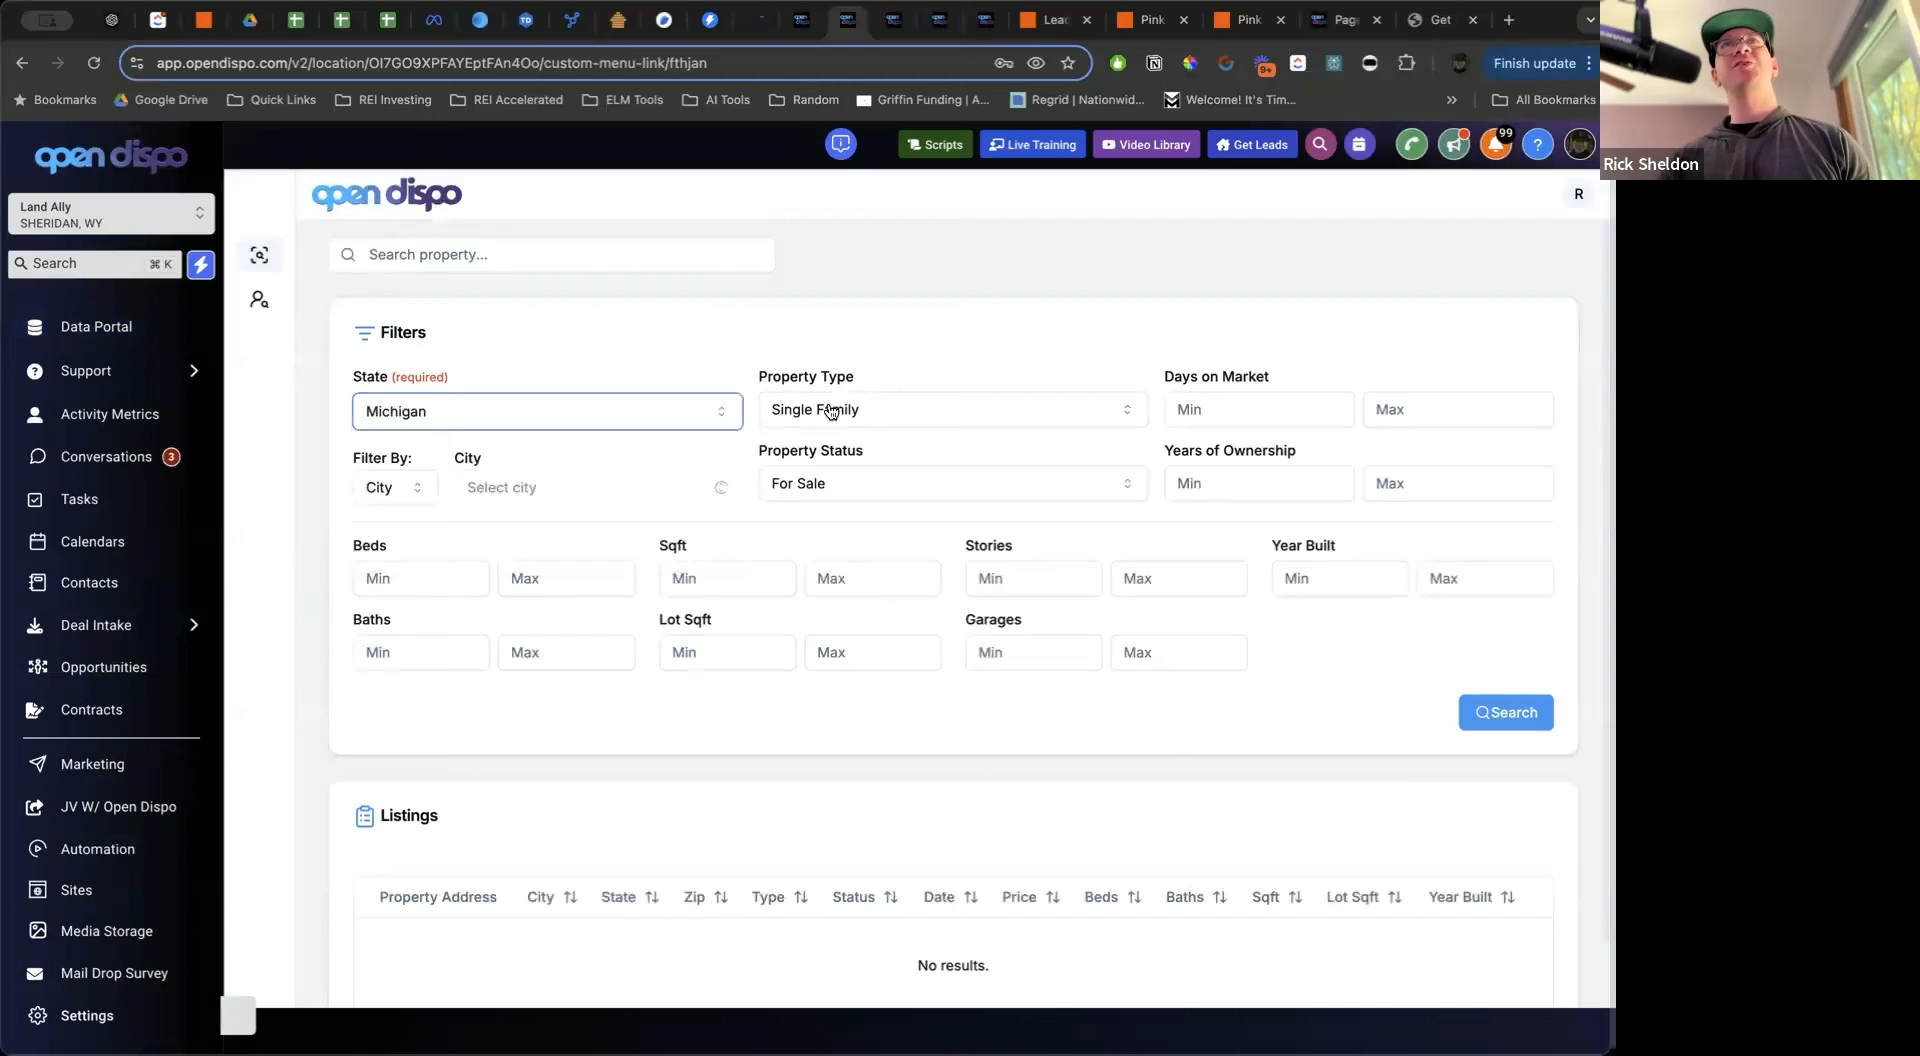 Lead
Pink
Pink
Page
Get
app.opendispo.com/v2/location/OI7GO9XPFAYEptFAn4Oo/custom-menu-link/fthjan
9+
Finish update
Bookmarks
Google Drive
Quick Links
REI Investing
REI Accelerated
ELM Tools
AI Tools
Random
Griffin Funding | A...
Regrid | Nationwid...
Welcome! It's Tim...
All Bookmarks
Rick Sheldon
open dispo
Scripts
Live Training
Video Library
Get Leads
99
Land Ally
SHERIDAN, WY
Search
⌘ K
Data Portal
Support
Activity Metrics
Conversations 3
Tasks
Calendars
Contacts
Deal Intake
Opportunities
Contracts
Marketing
JV W/ Open Dispo
Automation
Sites
Media Storage
Mail Drop Survey
Settings
open dispo
R
Search property...
Filters
State (required)
Michigan
Property Type
Single Family
Days on Market
Min
Max
Filter By:
City
City
Select city
Property Status
For Sale
Years of Ownership
Min
Max
Beds
Min
Max
Sqft
Min
Max
Stories
Min
Max
Year Built
Min
Max
Baths
Min
Max
Lot Sqft
Min
Max
Garages
Min
Max
Search
Listings
Property Address
City
State
Zip
Type
Status
Date
Price
Beds
Baths
Sqft
Lot Sqft
Year Built
No results.